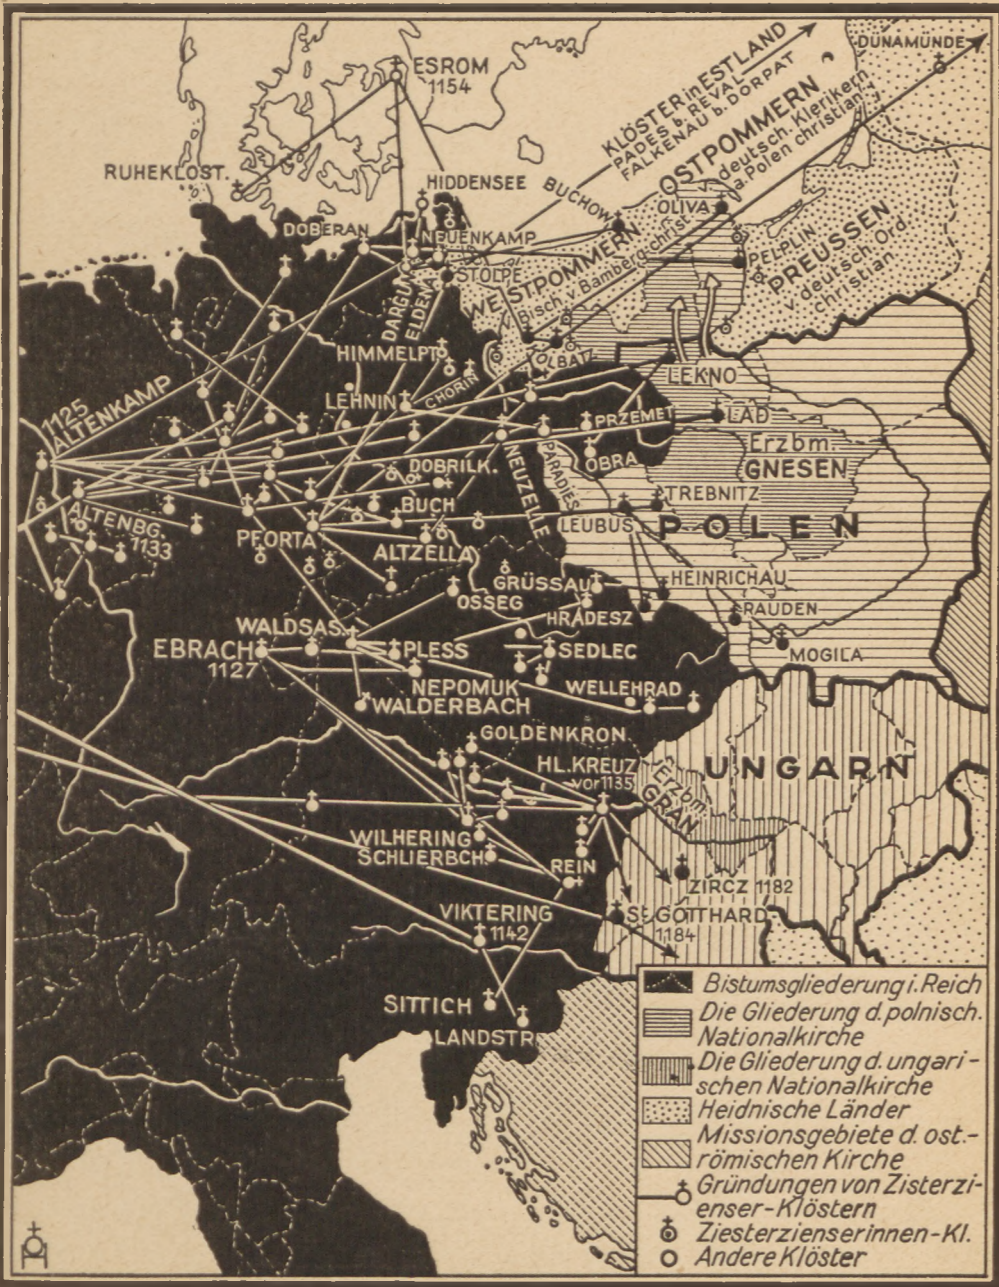 ESROM
1154
DÜNAMÜNDE
KLÖSTER in ESTLAND
PADES b. REVAL
FALKENAU b. DORPAT
OSTPOMMERN
v. deutsch. Klerikern
a. Polen christian.
RUHEKLOST.
HIDDENSEE
BUCHOW
OLIVA
DOBERAN
NEUENKAMP
STOLPE
PELPLIN
PREUSSEN
v. deutsch. Ord.
christian.
WESTPOMMERN
v. Bisch. v. Bamberg christ.
DARGUN
ELDENA
HIMMELPT.
KOLBATZ
LEKNO
CHORIN
LEHNIN
1125
ALTENKAMP
PRZEMET
LAD
Erzbm.
GNESEN
OBRA
PARADIES
NEUZELLE
DOBRILK.
TREBNITZ
BUCH
LEUBUS
POLEN
ALTENBG.
1133
PFORTA
ALTZELLA
GRÜSSAU
HEINRICHAU
OSSEG
HRADESZ
RAUDEN
WALDSAS.
EBRACH
1127
PLESS
SEDLEC
MOGILA
NEPOMUK
WELLEHRAD
WALDERBACH
GOLDENKRON
HL. KREUZ
vor 1135
UNGARN
Erzbm.
GRAN
WILHERING
SCHLIERBCH
REIN
ZIRCZ 1182
VIKTERING
1142
St. GOTTHARD
1184
SITTICH
LANDSTR.
Bistumsgliederung i. Reich
Die Gliederung d. polnisch.
Nationalkirche
Die Gliederung d. ungari-
schen Nationalkirche
Heidnische Länder
Missionsgebiete d. ost.-
römischen Kirche
Gründungen von Zisterzi-
enser-Klöstern
Ziesterzienserinnen-Kl.
Andere Klöster